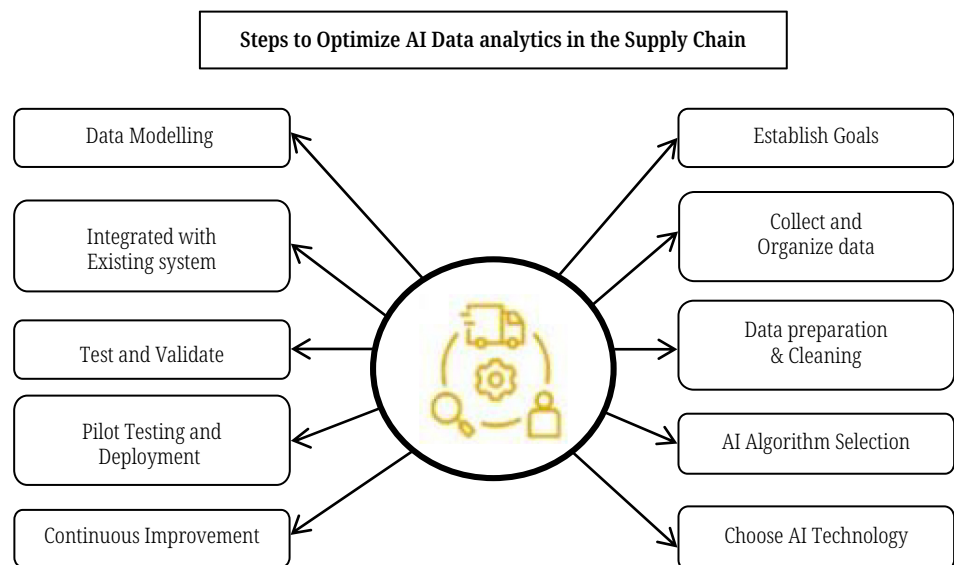 Steps to Optimize AI Data analytics in the Supply Chain
Data Modelling
Integrated with
Existing system
Test and Validate
Pilot Testing and
Deployment
Continuous Improvement
Establish Goals
Collect and
Organize data
Data preparation
& Cleaning
AI Algorithm Selection
Choose AI Technology